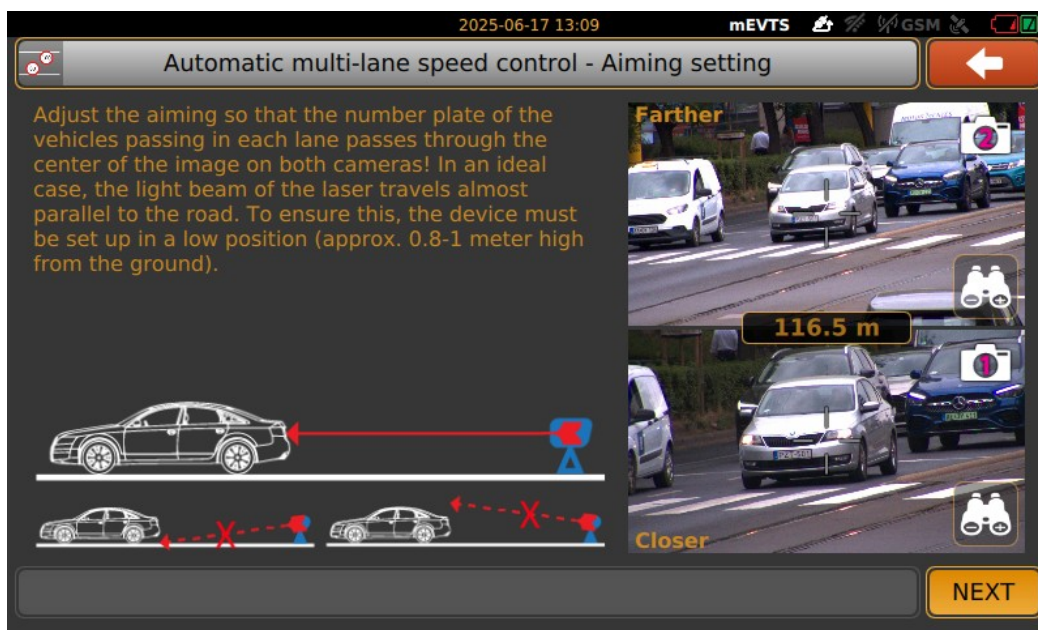 2025-06-17 13:09
mEVTS
GSM
Automatic multi-lane speed control - Aiming setting
Adjust the aiming so that the number plate of the
vehicles passing in each lane passes through the
center of the image on both cameras! In an ideal
case, the light beam of the laser travels almost
parallel to the road. To ensure this, the device must
be set up in a low position (approx. 0.8-1 meter high
from the ground).
Farther
2
116.5 m
1
Closer
NEXT